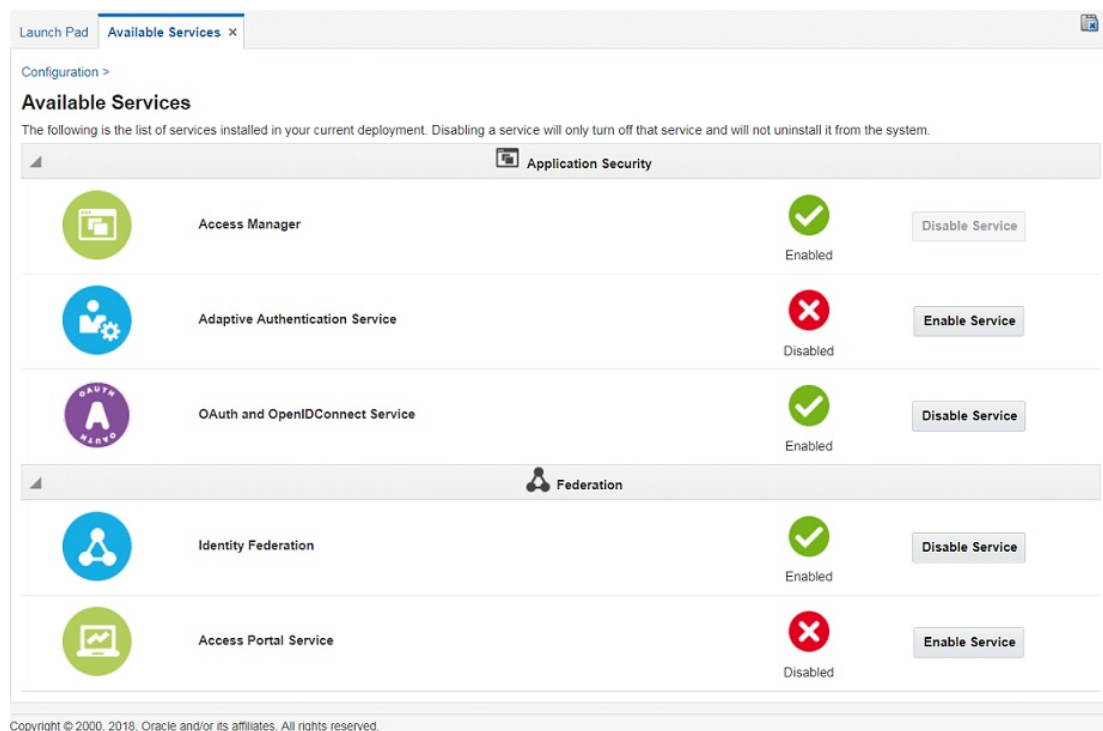 Launch Pad
Available Services ×
Configuration >
Available Services
The following is the list of services installed in your current deployment. Disabling a service will only turn off that service and will not uninstall it from the system.
Application Security
Access Manager
Enabled
Disable Service
Adaptive Authentication Service
Disabled
Enable Service
OAUTH
A
OAUTH
OAuth and OpenIDConnect Service
Enabled
Disable Service
Federation
Identity Federation
Enabled
Disable Service
Access Portal Service
Disabled
Enable Service
Copyright © 2000, 2018, Oracle and/or its affiliates. All rights reserved.